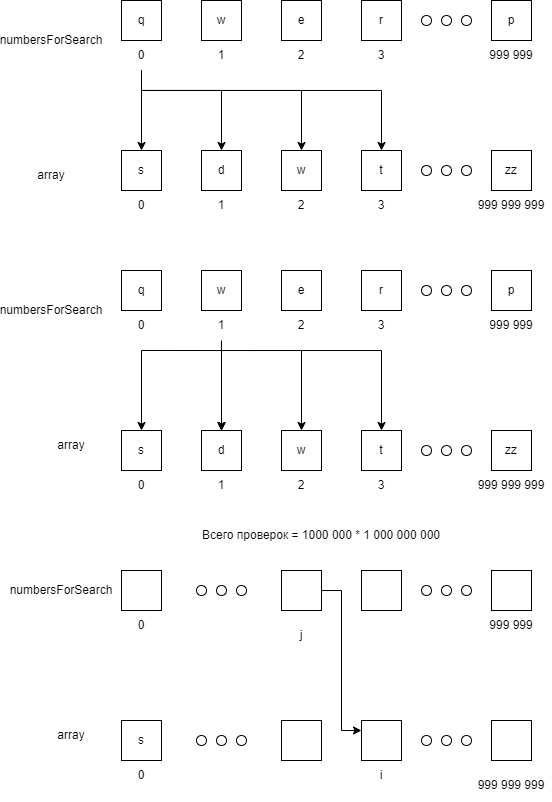 q w e r p
numbersForSearch
0 1 2 3 999 999
s d w t zz
array
0 1 2 3 999 999 999
q w e r p
numbersForSearch
0 1 2 3 999 999
s d w t zz
array
0 1 2 3 999 999 999
Всего проверок = 1000 000 * 1 000 000 000
numbersForSearch
0 999 999
j
array
s
0 i 999 999 999